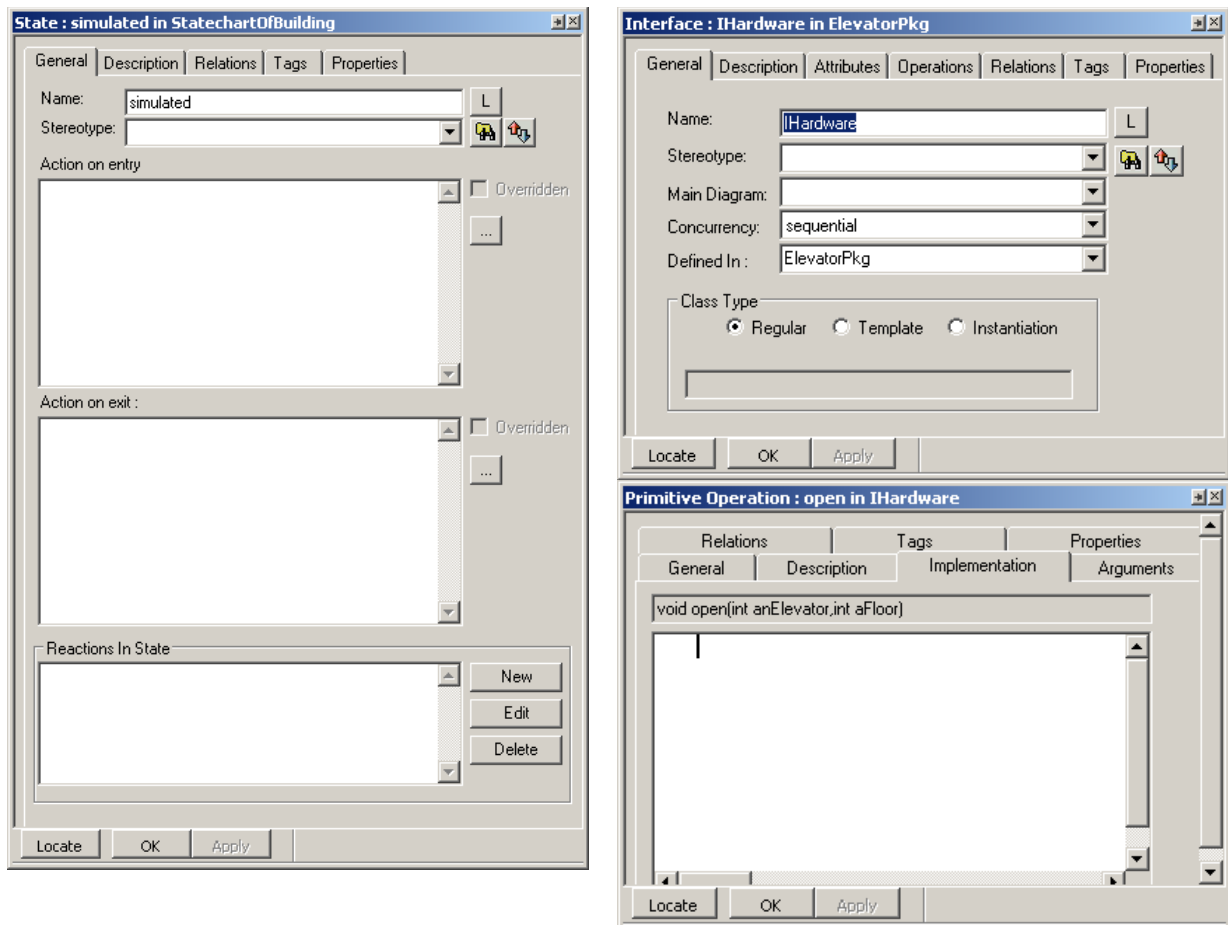 State : simulated in StatechartOfBuilding
General Description Relations Tags Properties
Name: simulated L
Stereotype:
Action on entry
Overridden
...
Action on exit :
Overridden
...
Reactions In State
New
Edit
Delete
Locate OK Apply
Interface : IHardware in ElevatorPkg
General Description Attributes Operations Relations Tags Properties
Name: IHardware L
Stereotype:
Main Diagram:
Concurrency: sequential
Defined In : ElevatorPkg
Class Type
Regular Template Instantiation
Locate OK Apply
Primitive Operation : open in IHardware
Relations Tags Properties
General Description Implementation Arguments
void open(int anElevator,int aFloor)
Locate OK Apply